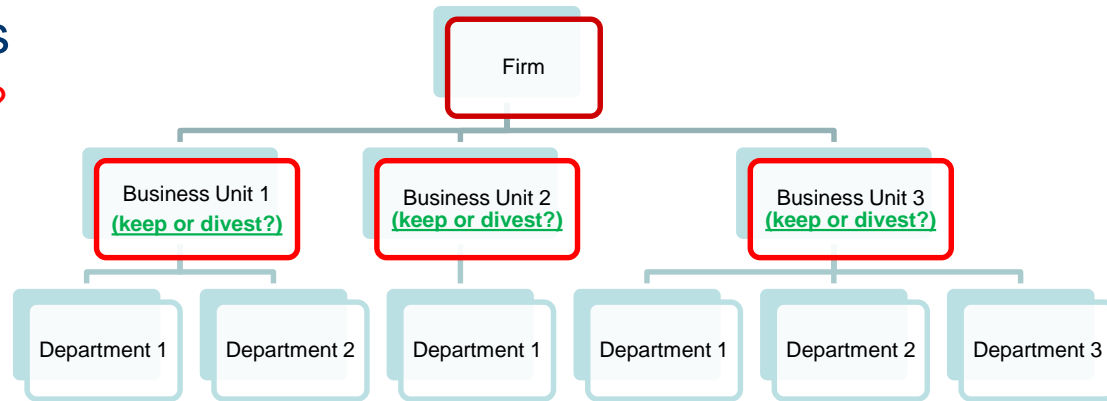 s
?
Firm
Business Unit 1
(keep or divest?)
Business Unit 2
(keep or divest?)
Business Unit 3
(keep or divest?)
Department 1
Department 2
Department 1
Department 1
Department 2
Department 3